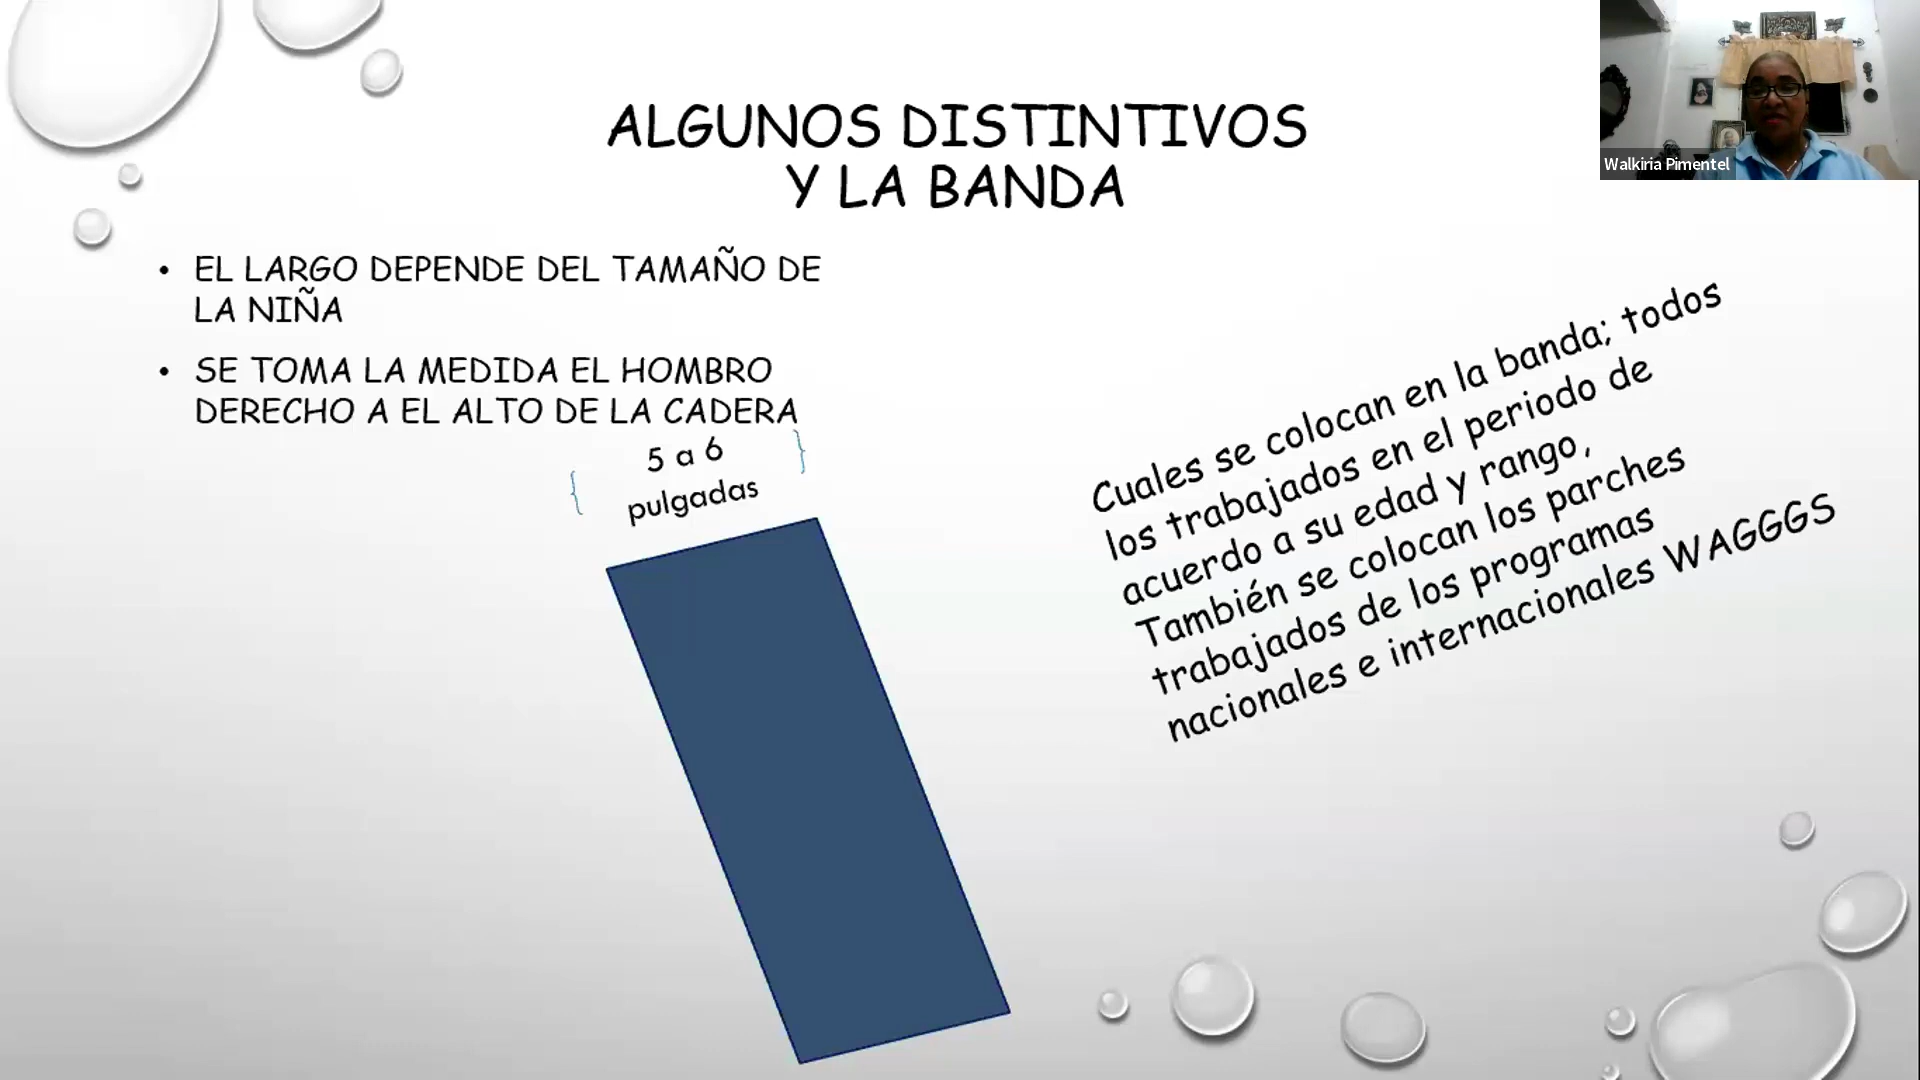 ALGUNOS DISTINTIVOS
Y LA BANDA
Walkiria Pimentel
• EL LARGO DEPENDE DEL TAMAÑO DE
LA NIÑA
• SE TOMA LA MEDIDA EL HOMBRO
DERECHO A EL ALTO DE LA CADERA
{ 5 a 6 }
pulgadas
Cuales se colocan en la banda; todos
los trabajados en el periodo de
acuerdo a su edad y rango,
También se colocan los parches
trabajados de los programas
nacionales e internacionales WAGGGS